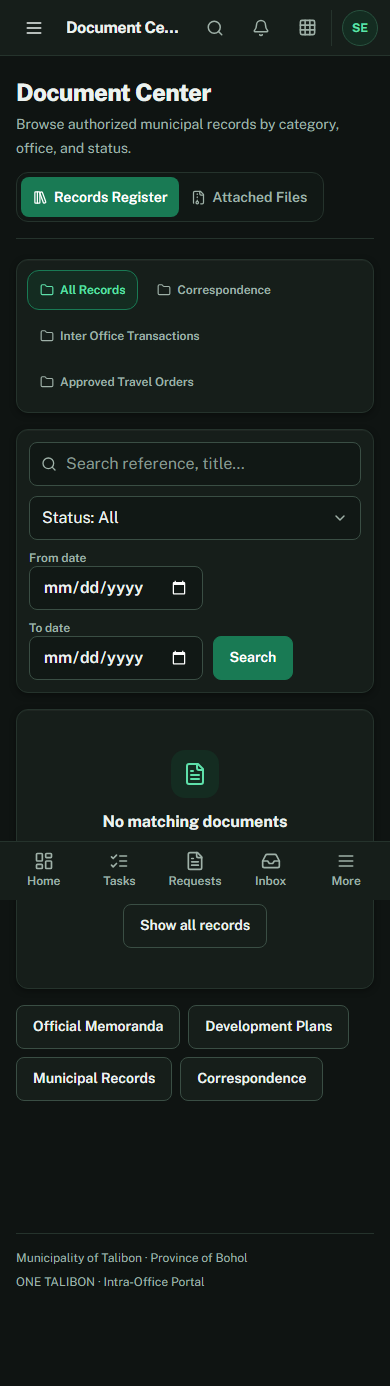 Document Ce...
SE
Document Center
Browse authorized municipal records by category,
office, and status.
Records Register
Attached Files
All Records
Correspondence
Inter Office Transactions
Approved Travel Orders
Search reference, title...
Status: All
From date
mm/dd/yyyy
To date
mm/dd/yyyy
Search
No matching documents
Home
Tasks
Requests
Inbox
More
Show all records
Official Memoranda
Development Plans
Municipal Records
Correspondence
Municipality of Talibon · Province of Bohol
ONE TALIBON · Intra-Office Portal